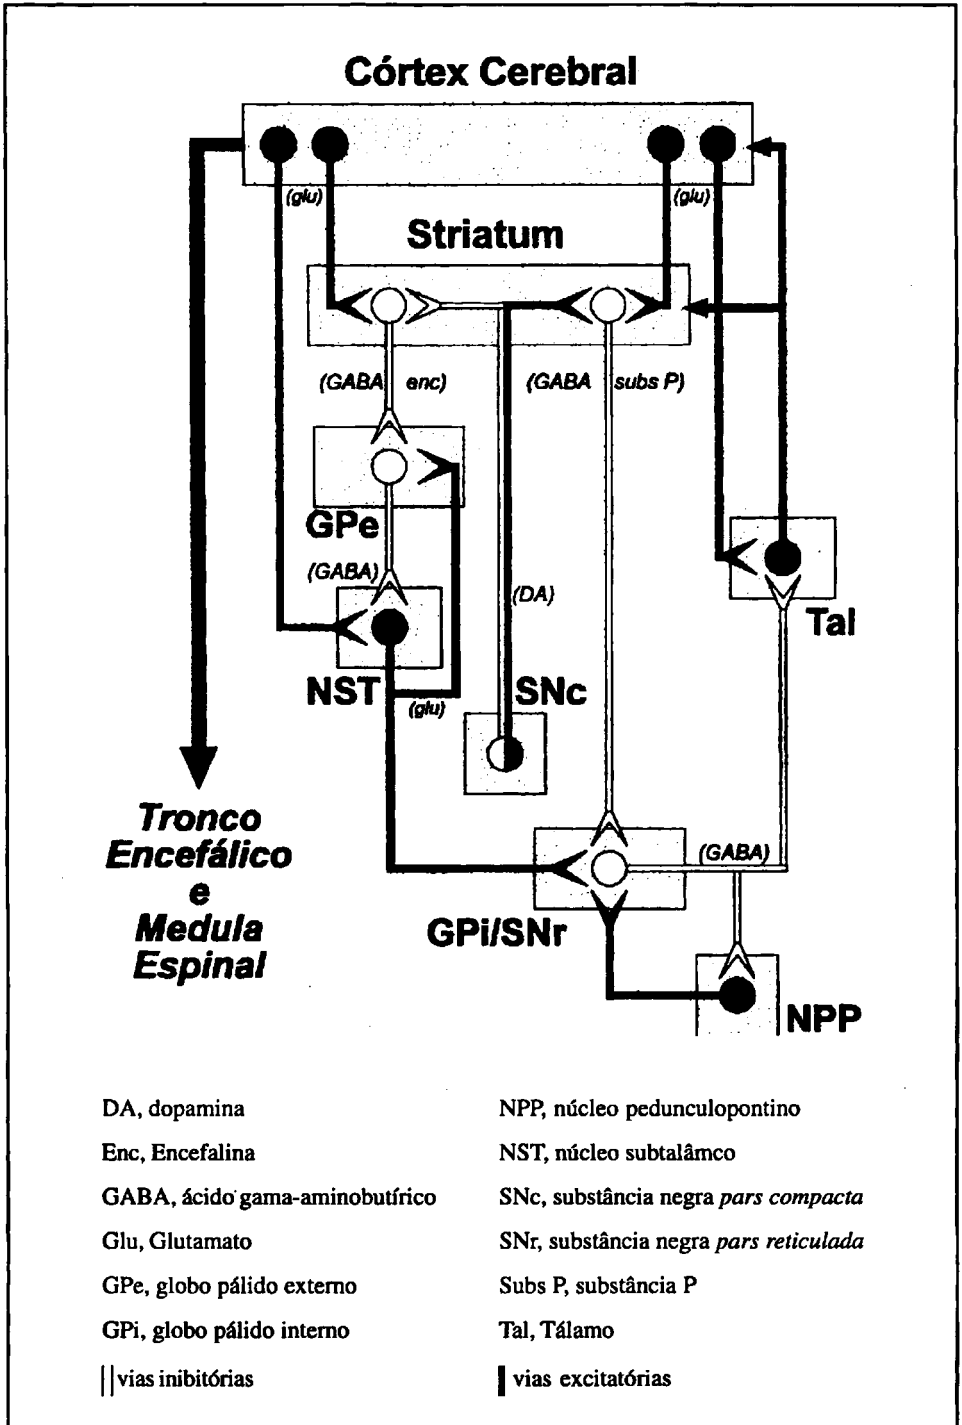 Córtex Cerebral
(glu)
(glu)
Striatum
(GABA enc)
(GABA subs P)
GPe
(GABA)
(DA)
Tal
NST
(glu)
SNc
Tronco
Encefálico
e
Medula
Espinal
(GABA)
GPi/SNr
NPP
DA, dopamina
Enc, Encefalina
GABA, ácido gama-aminobutírico
Glu, Glutamato
GPe, globo pálido externo
GPi, globo pálido interno
vias inibitórias
NPP, núcleo pedunculopontino
NST, núcleo subtalâmco
SNc, substância negra pars compacta
SNr, substância negra pars reticulada
Subs P, substância P
Tal, Tálamo
vias excitatórias